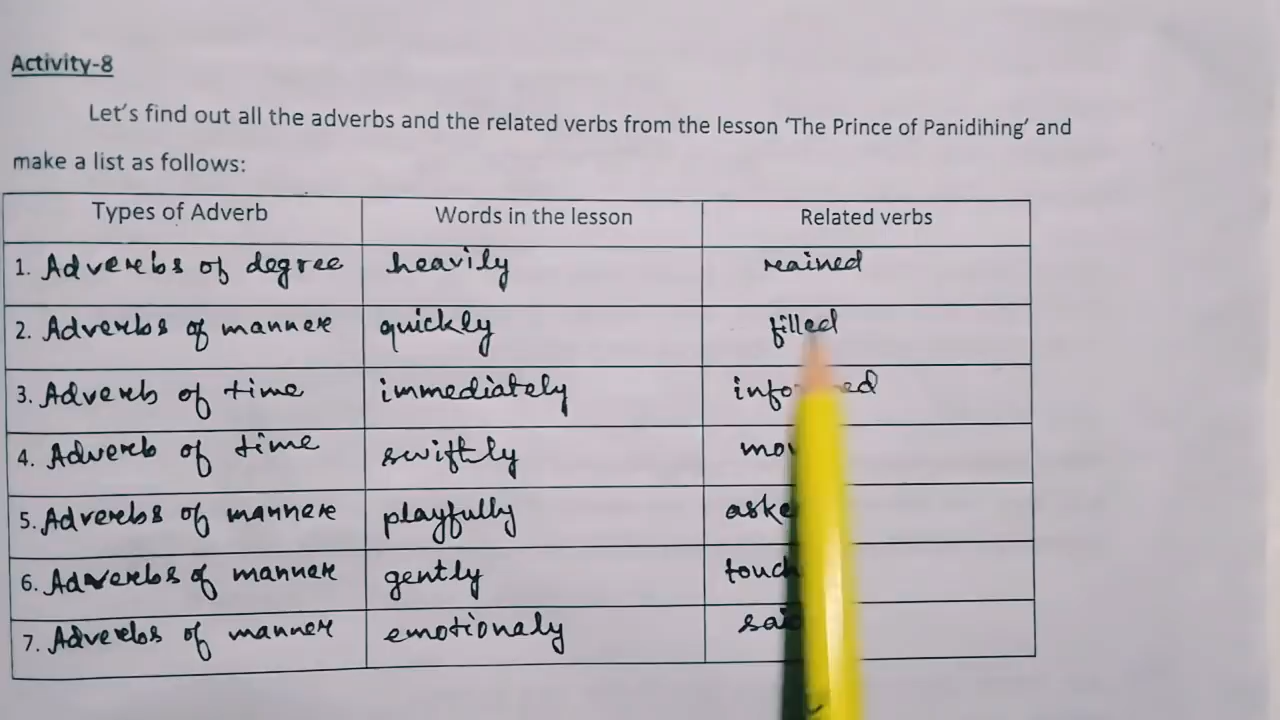 Activity-8
Let's find out all the adverbs and the related verbs from the lesson 'The Prince of Panidihing' and
make a list as follows:
Types of Adverb Words in the lesson Related verbs
1. Adverbs of degree heavily rained
2. Adverbs of manner quickly filled
3. Adverb of time immediately
4. Adverb of time swiftly
5. Adverbs of manner playfully
6. Adverbs of manner gently
7. Adverbs of manner emotionaly